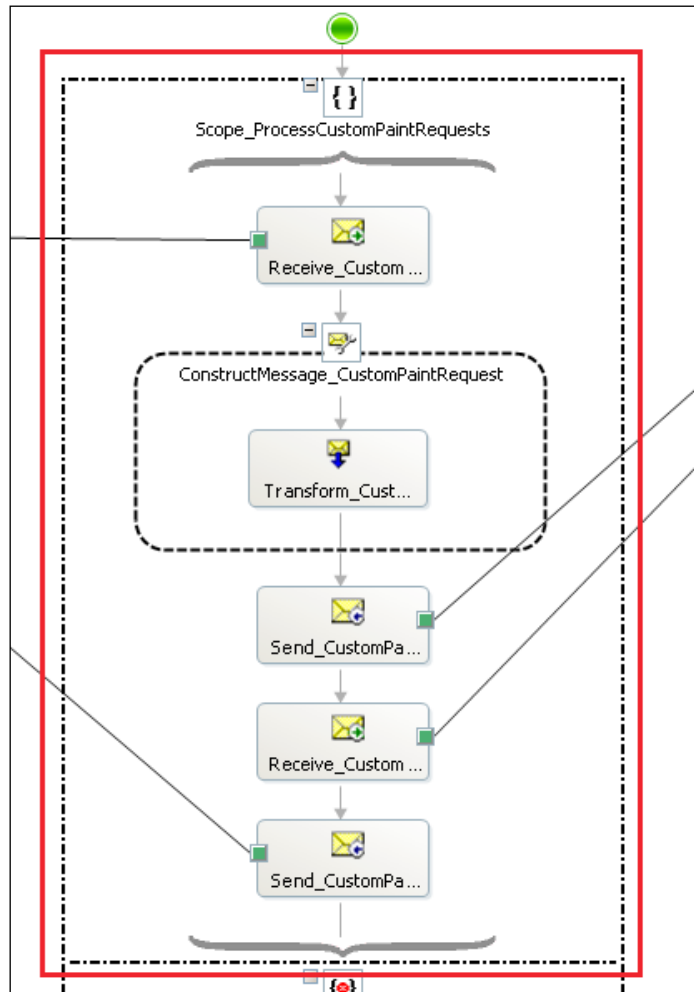 { }
Scope_ProcessCustomPaintRequests
Receive_Custom ...
ConstructMessage_CustomPaintRequest
Transform_Cust...
Send_CustomPa...
Receive_Custom ...
Send_CustomPa...